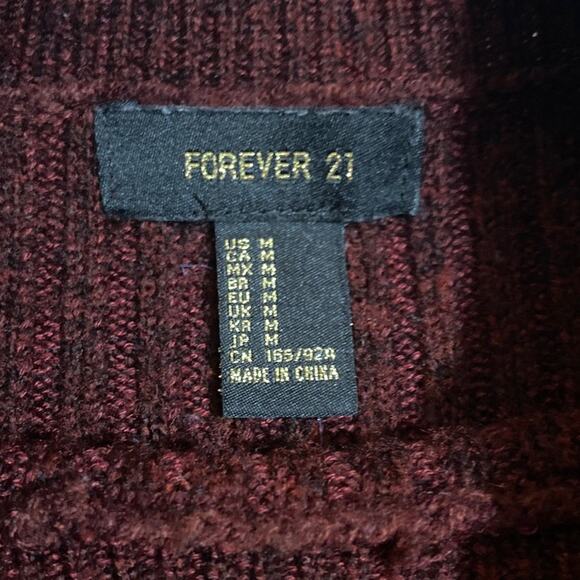 FOREVER 21
US M
CA M
MX M
BR M
EU M
UK M
KR M
JP M
CN 165/92A
MADE IN CHINA